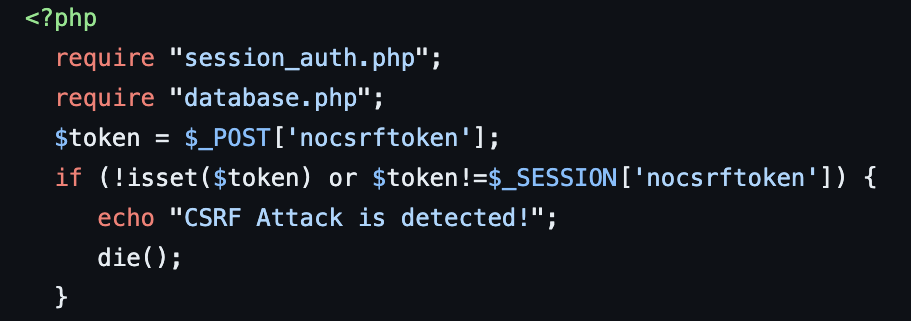 <?php
require "session_auth.php";
require "database.php";
$token = $_POST['nocsrftoken'];
if (!isset($token) or $token!=$_SESSION['nocsrftoken']) {
echo "CSRF Attack is detected!";
die();
}